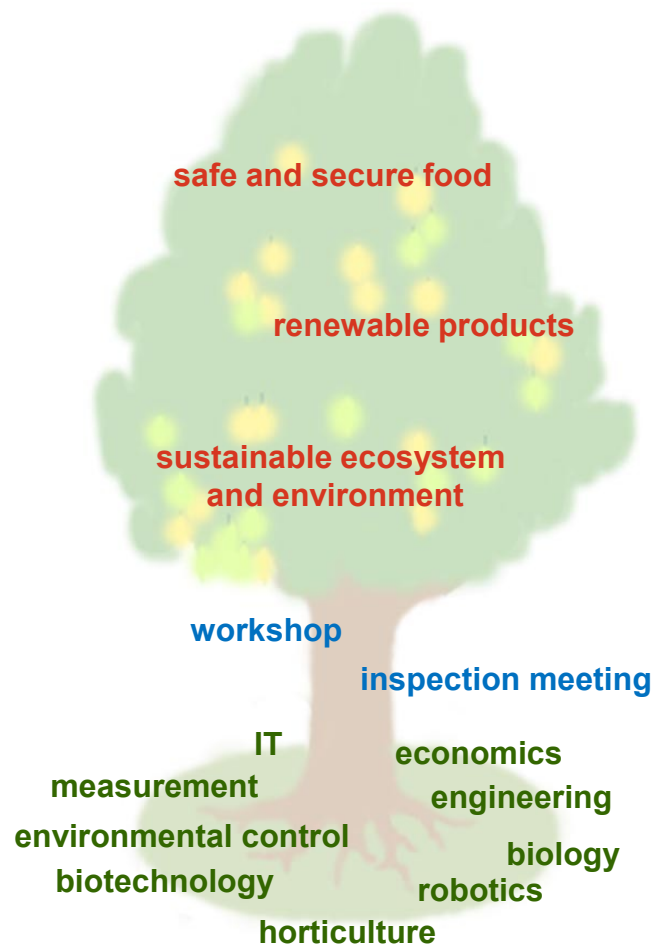 safe and secure food
renewable products
sustainable ecosystem
and environment
workshop
inspection meeting
IT
economics
measurement
engineering
environmental control
biology
biotechnology
robotics
horticulture